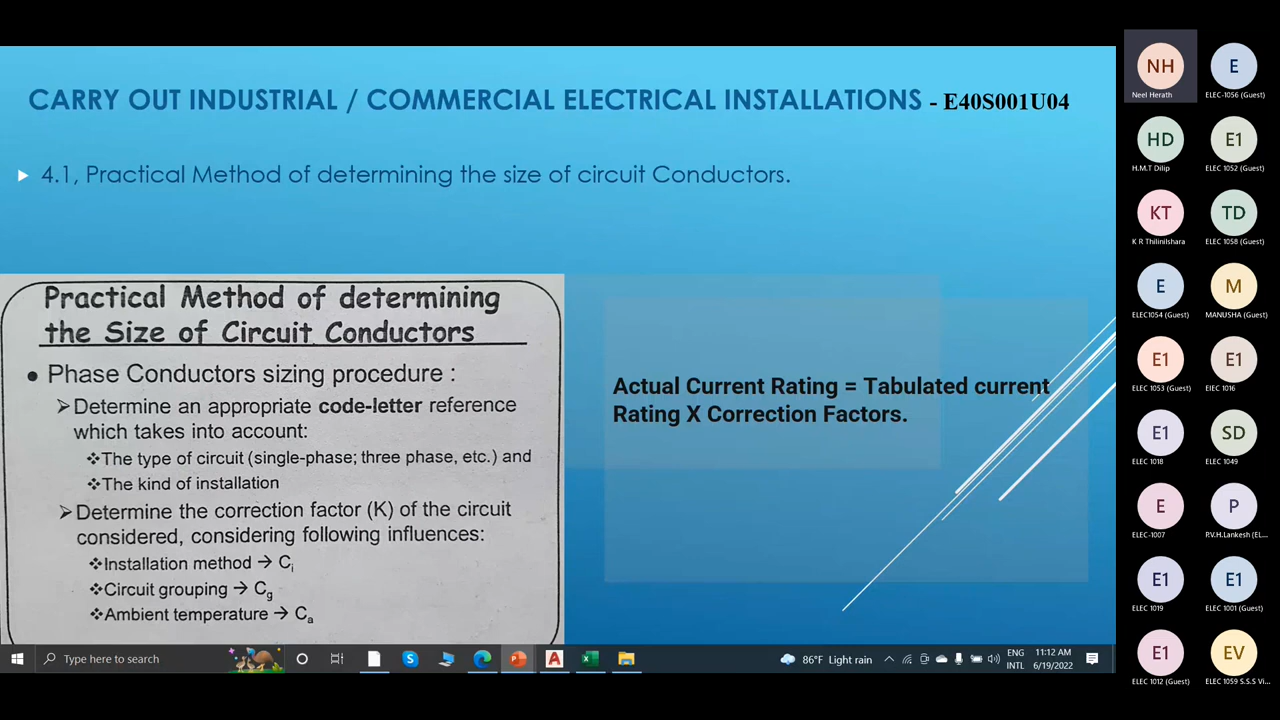 CARRY OUT INDUSTRIAL / COMMERCIAL ELECTRICAL INSTALLATIONS - E40S001U04
4.1, Practical Method of determining the size of circuit Conductors.
Practical Method of determining
the Size of Circuit Conductors
● Phase Conductors sizing procedure :
➢Determine an appropriate code-letter reference
which takes into account:
❖The type of circuit (single-phase; three phase, etc.) and
❖The kind of installation
➢Determine the correction factor (K) of the circuit
considered, considering following influences:
❖Installation method → Ci
❖Circuit grouping → Cg
❖Ambient temperature → Ca
Actual Current Rating = Tabulated current
Rating X Correction Factors.
Type here to search
86°F Light rain
ENG
INTL
11:12 AM
6/19/2022
NH
Neel Herath
E
ELEC-1056 (Guest)
HD
H.M.T Dilip
E1
ELEC 1052 (Guest)
KT
K R Thilinilshara
TD
ELEC 1058 (Guest)
E
ELEC1054 (Guest)
M
MANUSHA (Guest)
E1
ELEC 1053 (Guest)
E1
ElEC 1016
E1
ELEC 1018
SD
ELEC 1049
E
ELEC-1007
P
P.V.H.Lankesh (EL...
E1
ELEC 1019
E1
ELEC 1001 (Guest)
E1
ELEC 1012 (Guest)
EV
ELEC 1059 S.S.S Vi...